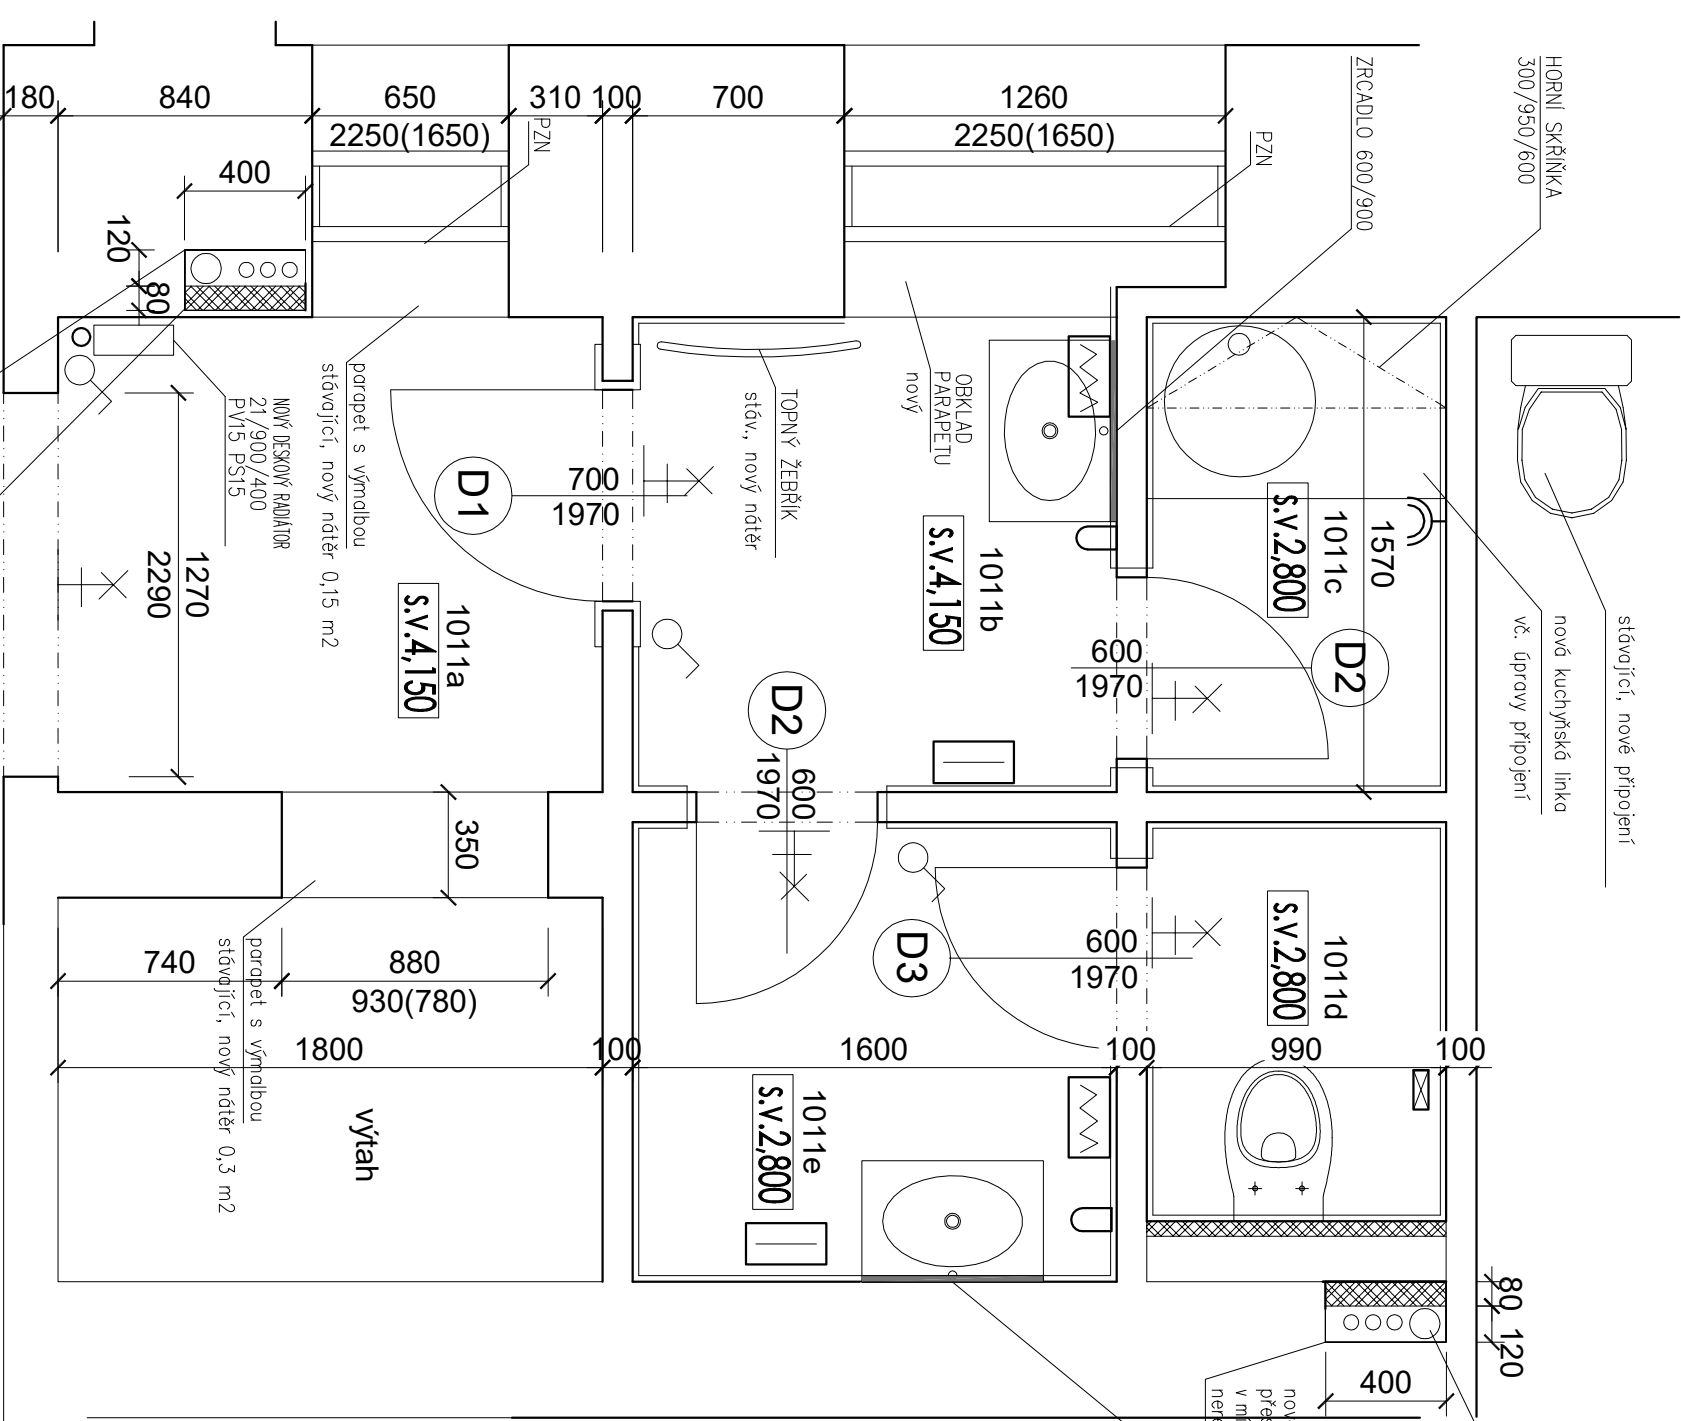 HORNÍ SKŘÍŇKA
300/950/600
ZRCADLO 600/900
PZN
PZN
180
840
650
310
100
700
1260
2250(1650)
2250(1650)
400
120
80
stávající, nové připojení
nová kuchyňská linka
vč. úpravy připojení
OBKLAD
PARAPETU
nový
TOPNÝ ŽEBŘÍK
stáv., nový nátěr
parapet s výmalbou
stávající, nový nátěr 0,15 m2
NOVÝ DESKOVÝ RADIÁTOR
21/900/400
PV15 PS15
1570
1011c
s.v.2,800
1011b
s.v.4,150
1011a
s.v.4,150
D1
700
1970
D2
600
1970
D2
600
1970
D3
600
1970
1270
2290
350
1011d
s.v.2,800
1011e
s.v.2,800
740
880
930(780)
parapet s výmalbou
stávající, nový nátěr 0,3 m2
1800
100
1600
100
990
100
výtah
80
120
400